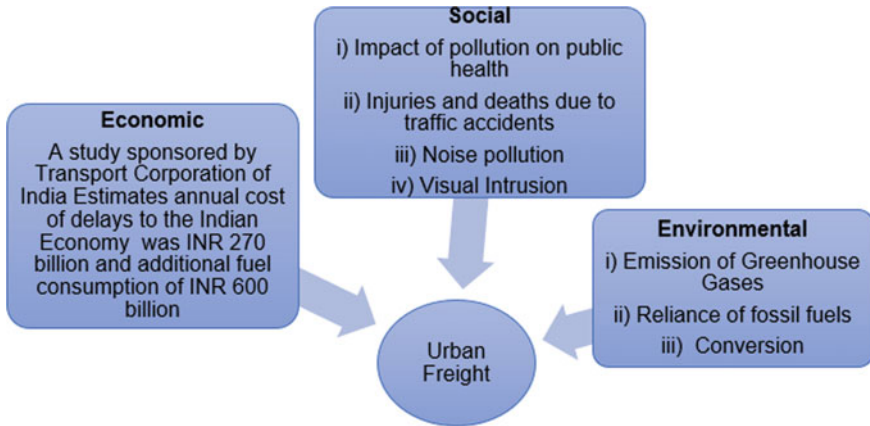 Social
i) Impact of pollution on public
health
ii) Injuries and deaths due to
traffic accidents
iii) Noise pollution
iv) Visual Intrusion
Economic
A study sponsored by
Transport Corporation of
India Estimates annual cost
of delays to the Indian
Economy was INR 270
billion and additional fuel
consumption of INR 600
billion
Environmental
i) Emission of Greenhouse
Gases
ii) Reliance of fossil fuels
iii) Conversion
Urban
Freight